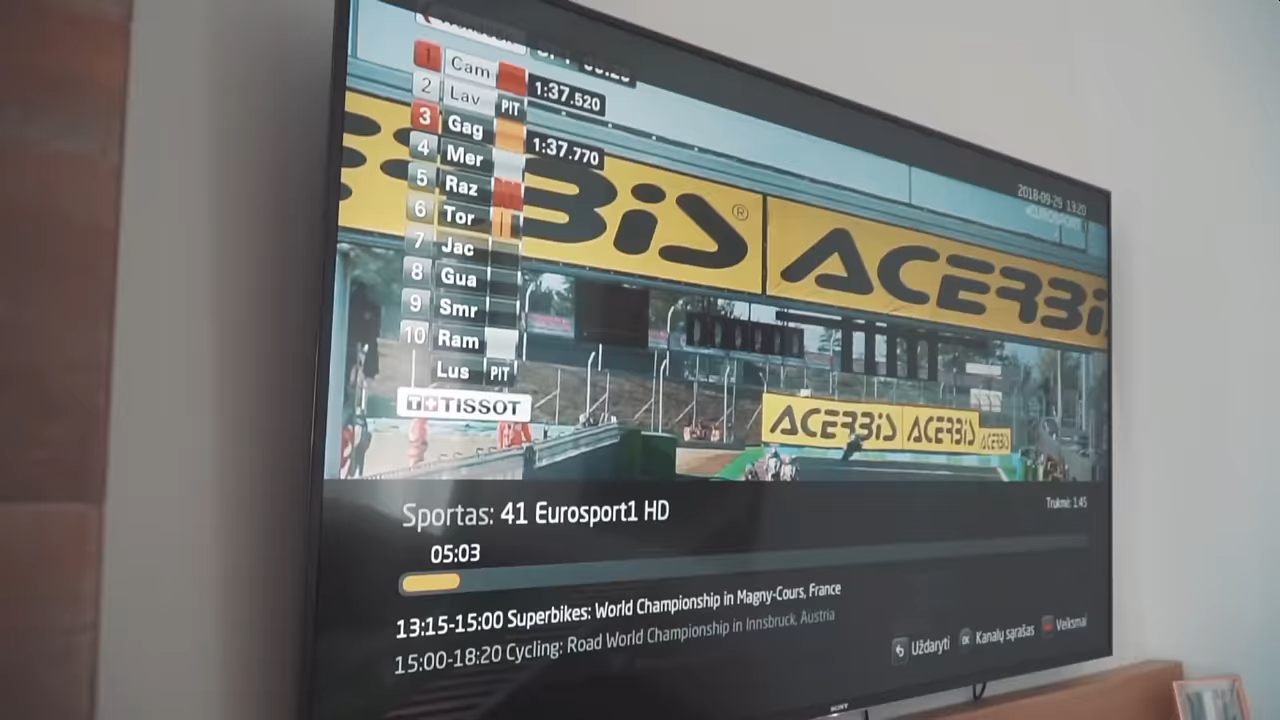 1 Cam 1:37.520
2 Lav PIT
3 Gag 1:37.770
4 Mer
5 Raz
6 Tor
7 Jac
8 Gua
9 Smr
10 Ram
Lus PIT
T+TISSOT
2018-09-29 13:20
BiS® ACERBiS
ACERBiS ACERBiS ACERBiS
Sportas: 41 Eurosport1 HD
Trukmė: 1:45
05:03
13:15-15:00 Superbikes: World Championship in Magny-Cours, France
15:00-18:20 Cycling: Road World Championship in Innsbruck, Austria
Uždaryti OK Kanalų sąrašas Veiksmai
SONY